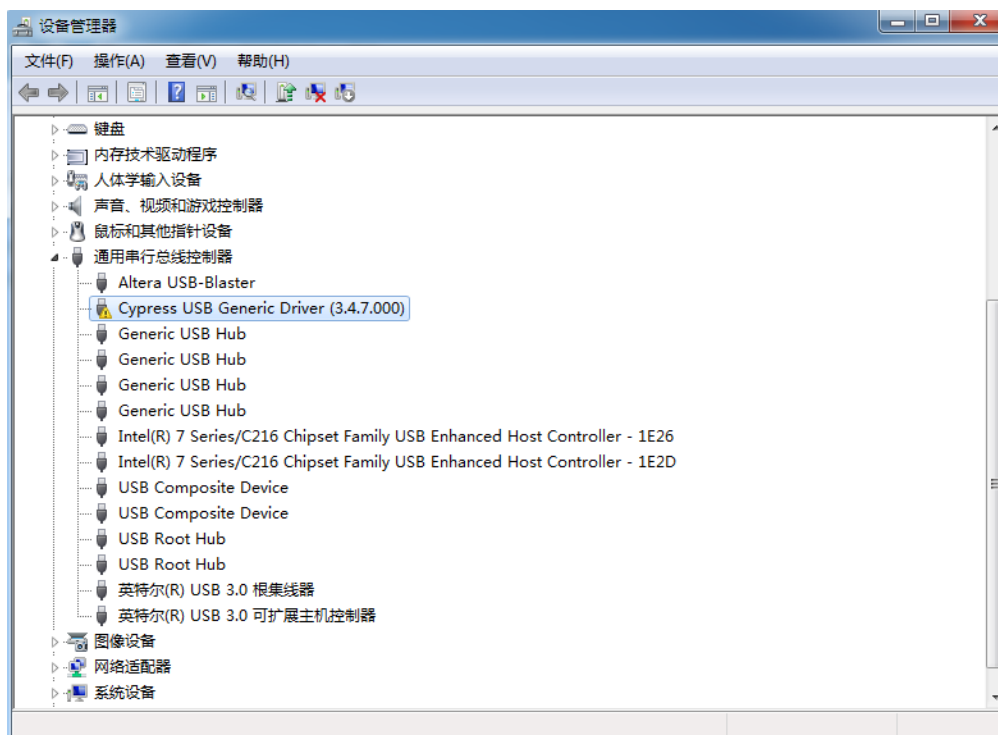 设备管理器
文件(F) 操作(A) 查看(V) 帮助(H)
键盘
内存技术驱动程序
人体学输入设备
声音、视频和游戏控制器
鼠标和其他指针设备
通用串行总线控制器
Altera USB-Blaster
Cypress USB Generic Driver (3.4.7.000)
Generic USB Hub
Generic USB Hub
Generic USB Hub
Generic USB Hub
Intel(R) 7 Series/C216 Chipset Family USB Enhanced Host Controller - 1E26
Intel(R) 7 Series/C216 Chipset Family USB Enhanced Host Controller - 1E2D
USB Composite Device
USB Composite Device
USB Root Hub
USB Root Hub
英特尔(R) USB 3.0 根集线器
英特尔(R) USB 3.0 可扩展主机控制器
图像设备
网络适配器
系统设备